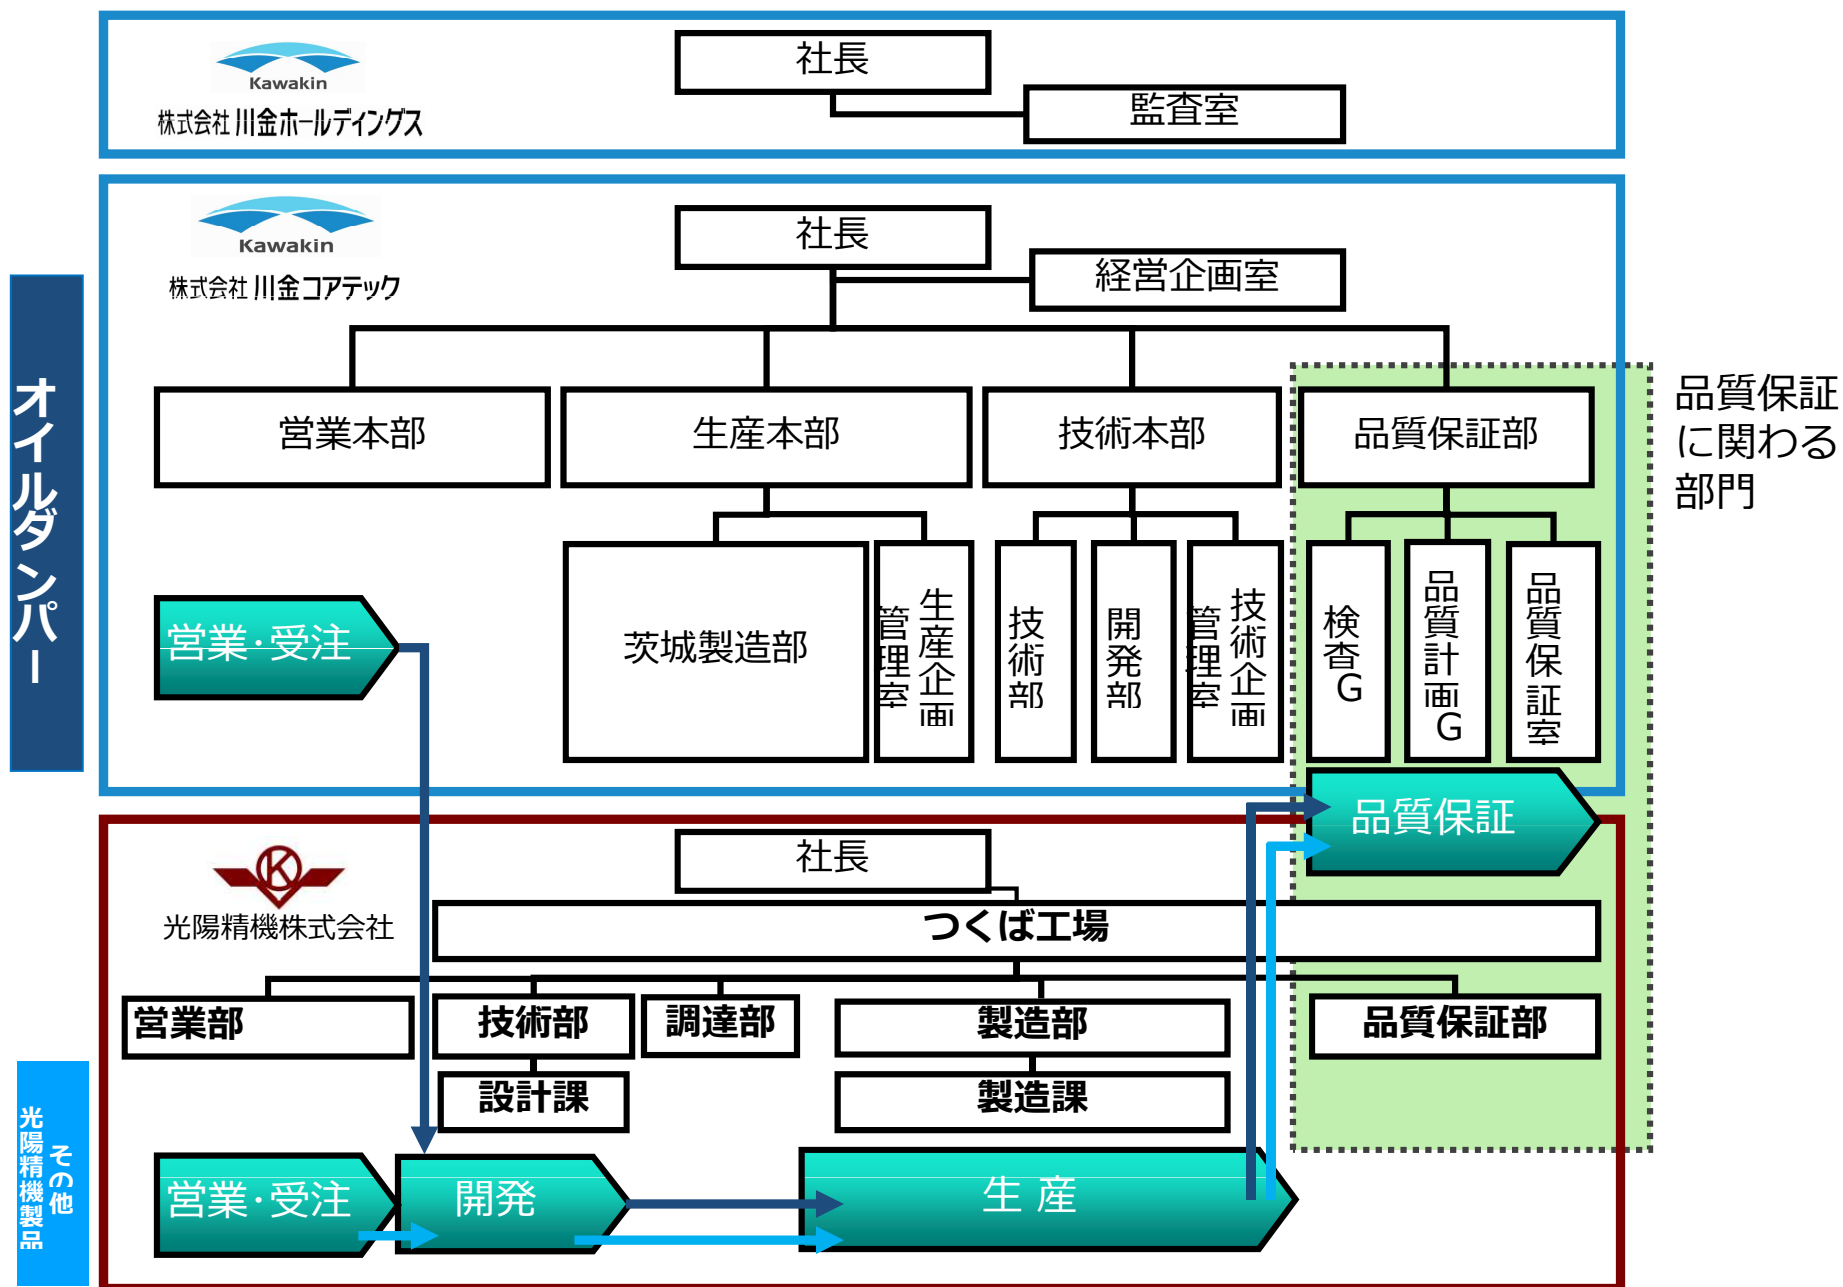 Kawakin
株式会社 川金ホールディングス
社長
監査室
Kawakin
株式会社 川金コアテック
社長
経営企画室
オイルダンパー
営業本部
生産本部
技術本部
品質保証部
品質保証
に関わる
部門
茨城製造部
生産企画
管理室
技術部
開発部
技術企画
管理室
検査G
品質計画G
品質保証室
営業・受注
品質保証
光陽精機株式会社
社長
つくば工場
営業部
技術部
調達部
製造部
品質保証部
設計課
製造課
その他
光陽精機製品
営業・受注
開発
生 産